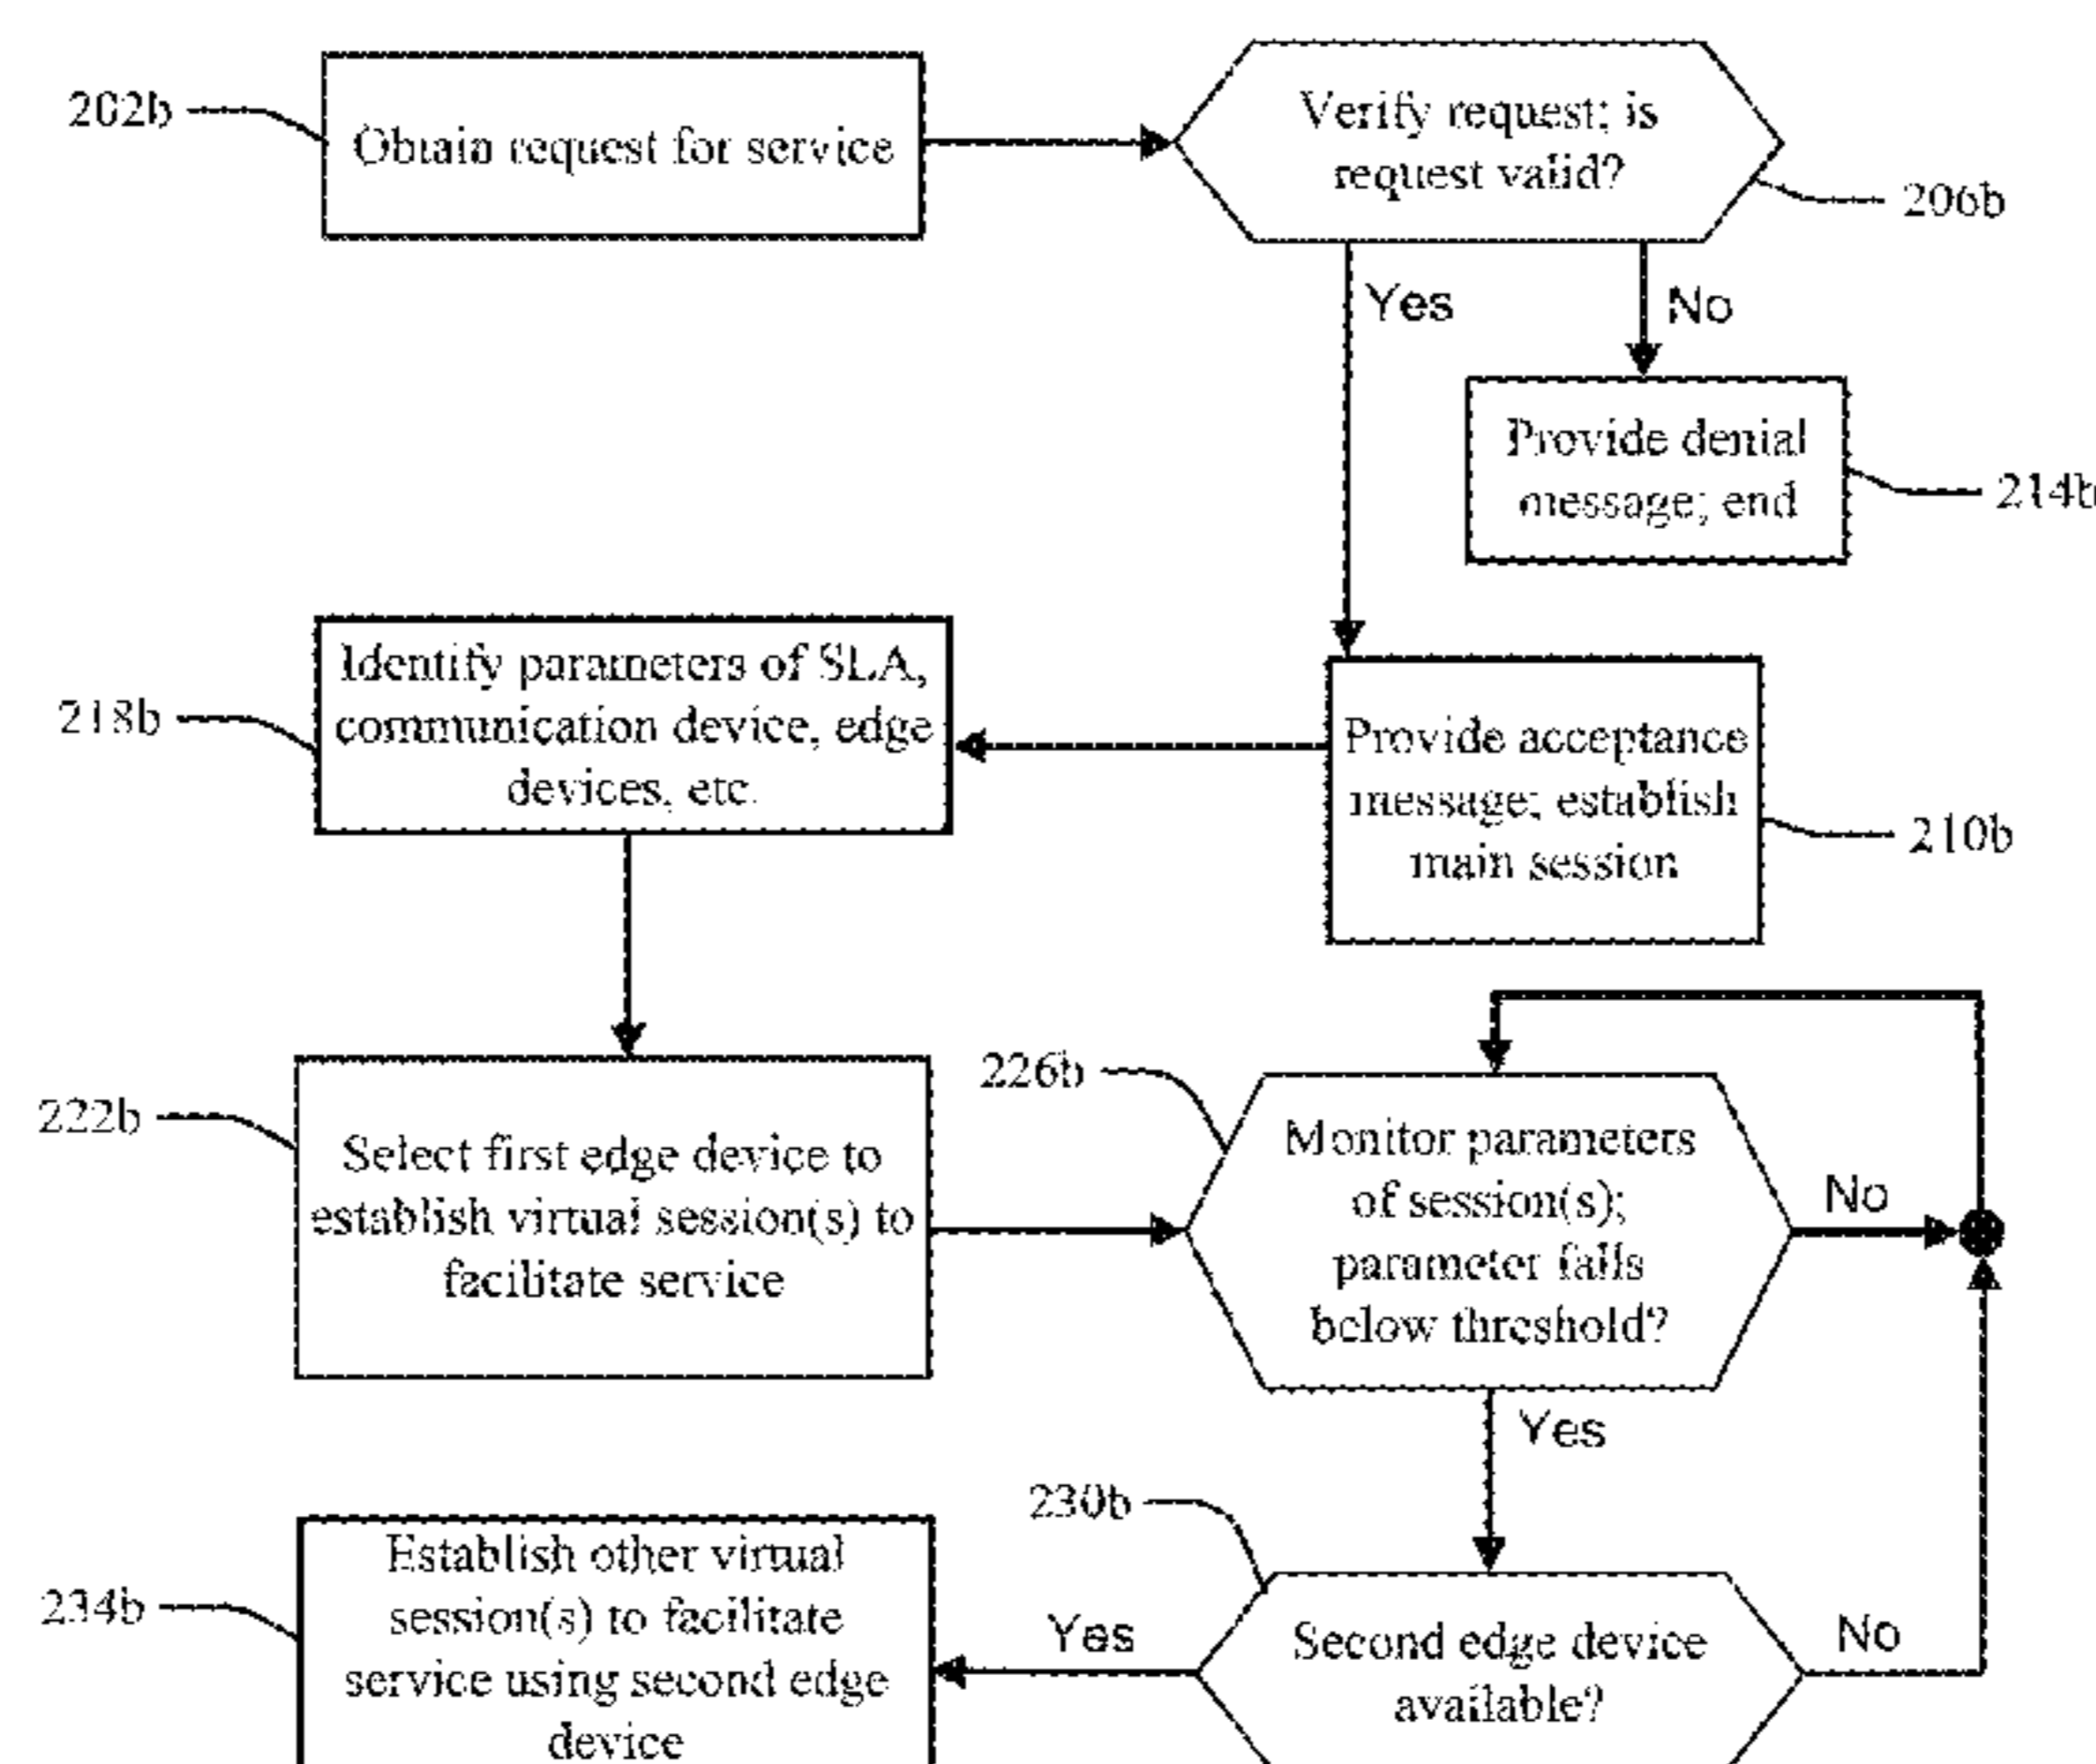 202b
Obtain request for service
Verify request; is
request valid?
206b
Yes
No
Provide denial
message; end
214b
Identify parameters of SLA,
communication device, edge
devices, etc.
218b
Provide acceptance
message; establish
main session
210b
222b
Select first edge device to
establish virtual session(s) to
facilitate service
226b
Monitor parameters
of session(s);
parameter falls
below threshold?
No
Yes
230b
234b
Establish other virtual
session(s) to facilitate
service using second edge
device
Yes
Second edge device
available?
No